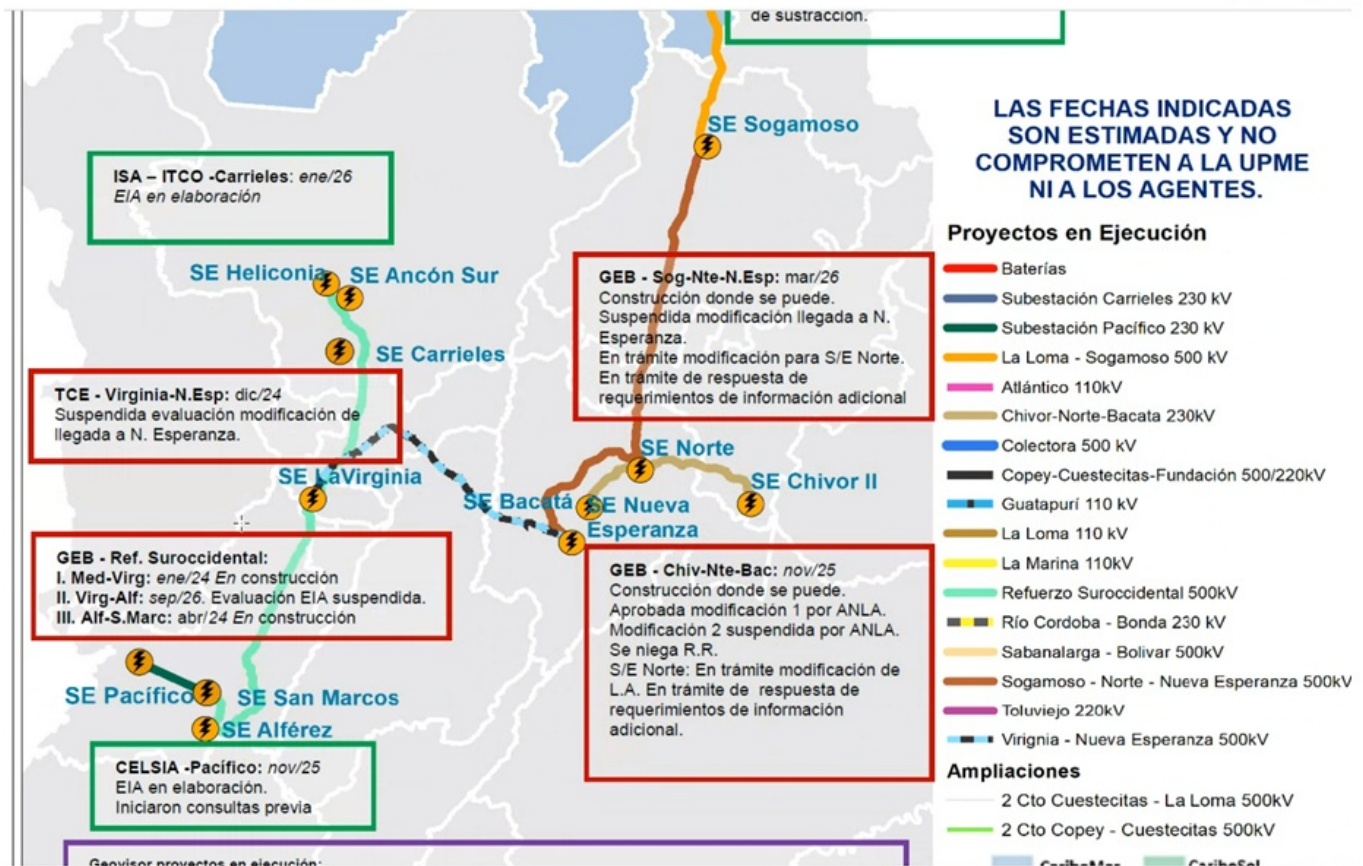 de sustracción.
SE Sogamoso
LAS FECHAS INDICADAS
SON ESTIMADAS Y NO
COMPROMETEN A LA UPME
NI A LOS AGENTES.
ISA – ITCO -Carrieles: ene/26
EIA en elaboración
SE Heliconia
SE Ancón Sur
SE Carrieles
GEB - Sog-Nte-N.Esp: mar/26
Construcción donde se puede.
Suspendida modificación llegada a N.
Esperanza.
En trámite modificación para S/E Norte.
En trámite de respuesta de
requerimientos de información adicional
TCE - Virginia-N.Esp: dic/24
Suspendida evaluación modificación de
llegada a N. Esperanza.
SE LaVirginia
SE Norte
SE Chivor II
SE Bacatá
SE Nueva
Esperanza
GEB - Ref. Suroccidental:
I. Med-Virg: ene/24 En construcción
II. Virg-Alf: sep/26. Evaluación EIA suspendida.
III. Alf-S.Marc: abr/24 En construcción
GEB - Chiv-Nte-Bac: nov/25
Construcción donde se puede.
Aprobada modificación 1 por ANLA.
Modificación 2 suspendida por ANLA.
Se niega R.R.
S/E Norte: En trámite modificación de
L.A. En trámite de respuesta de
requerimientos de información
adicional.
SE Pacífico
SE San Marcos
SE Alférez
CELSIA -Pacífico: nov/25
EIA en elaboración.
Iniciaron consultas previa
Geovisor proyectos en ejecución:
Proyectos en Ejecución
Baterías
Subestación Carrieles 230 kV
Subestación Pacífico 230 kV
La Loma - Sogamoso 500 kV
Atlántico 110kV
Chivor-Norte-Bacata 230kV
Colectora 500 kV
Copey-Cuestecitas-Fundación 500/220kV
Guatapurí 110 kV
La Loma 110 kV
La Marina 110kV
Refuerzo Suroccidental 500kV
Río Cordoba - Bonda 230 kV
Sabanalarga - Bolivar 500kV
Sogamoso - Norte - Nueva Esperanza 500kV
Toluviejo 220kV
Virignia - Nueva Esperanza 500kV
Ampliaciones
2 Cto Cuestecitas - La Loma 500kV
2 Cto Copey - Cuestecitas 500kV
CaribeMar
CaribeSol